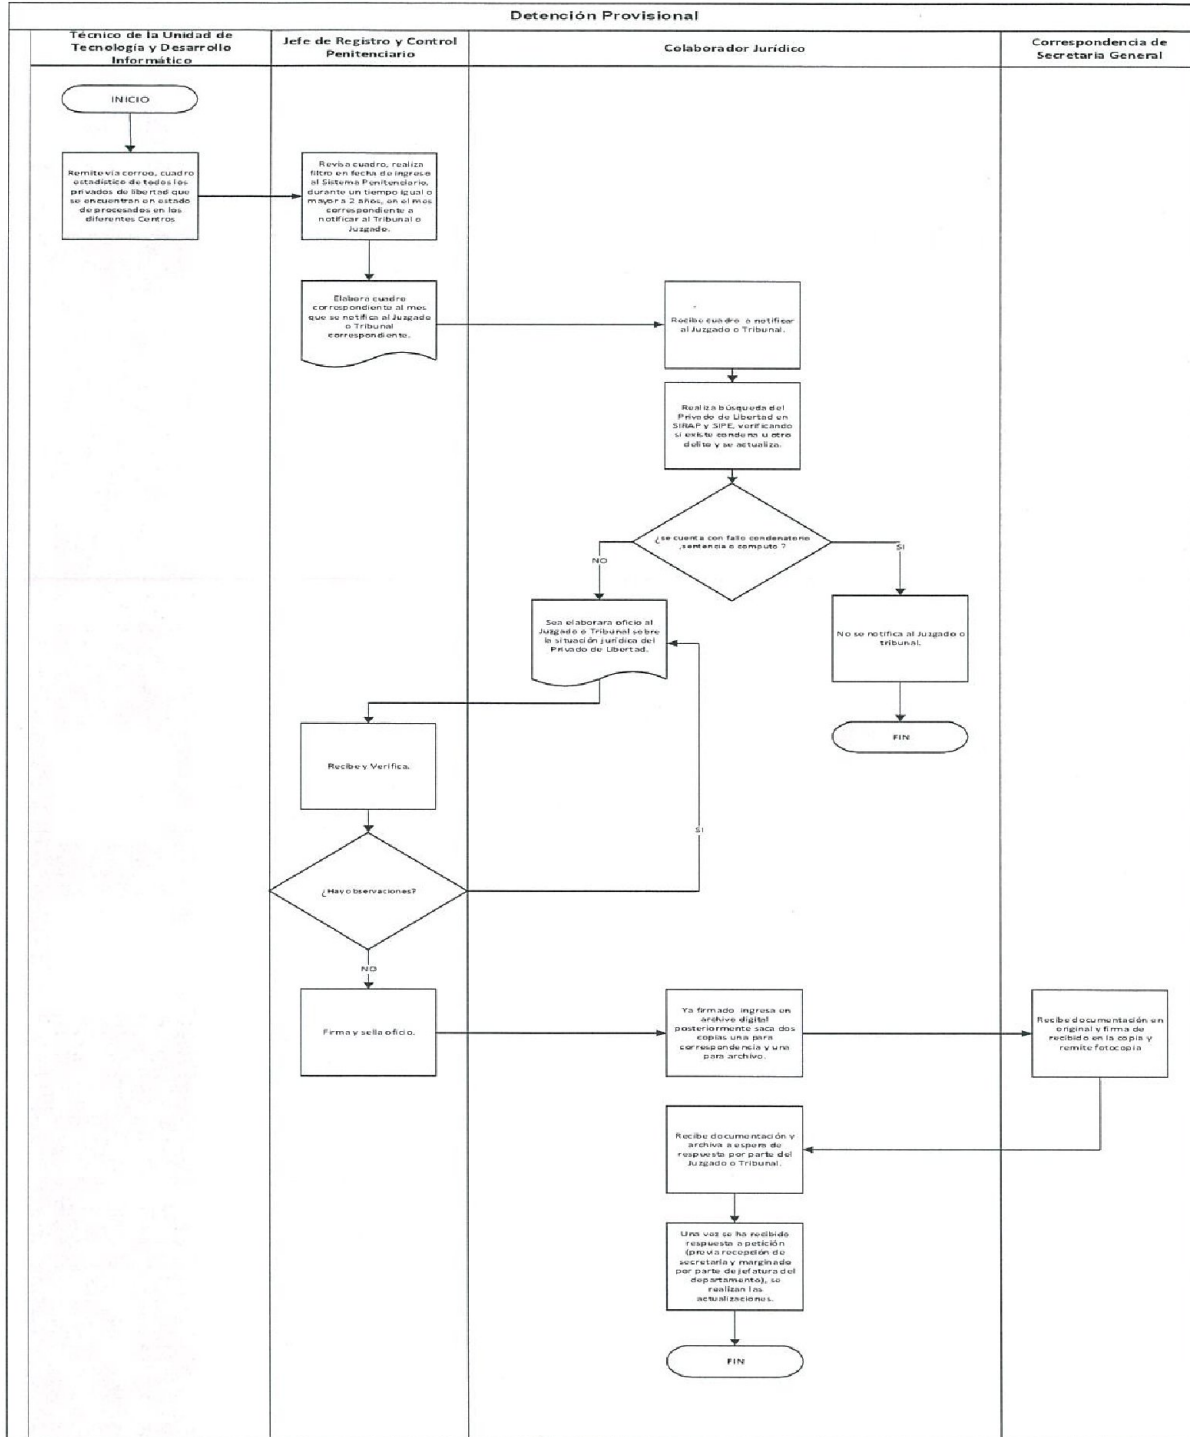 Detención Provisional
Técnico de la Unidad de
Tecnología y Desarrollo
Informático
Jefe de Registro y Control
Penitenciario
Colaborador Jurídico
Correspondencia de
Secretaria General
INICIO
Remite vía correo, cuadro
estadístico de todos los
privados de libertad que
se encuentran en estado
de procesados en los
diferentes Centros
Revisa cuadro, realiza
filtro en fecha de ingreso
al Sistema Penitenciario,
durante un tiempo igual o
mayor a 2 años, en el mes
correspondiente a
notificar al Tribunal o
Juzgado.
Elabora cuadro
correspondiente al mes
que se notifica al Juzgado
o Tribunal
correspondiente.
Recibe cuadro a notificar
al Juzgado o Tribunal.
Realiza búsqueda del
Privado de Libertad en
SIRAP y SIPE, verificando
si existe condena u otro
delito y se actualiza.
¿se cuenta con fallo condenatorio
,sentencia o computo ?
NO
SI
Sea elaborara oficio al
Juzgado o Tribunal sobre
la situación jurídica del
Privado de Libertad.
No se notifica al Juzgado o
tribunal.
FIN
Recibe y Verifica.
SI
¿Hay observaciones?
NO
Firma y sella oficio.
Ya firmado ingresa en
archivo digital
posteriormente saca dos
copias una para
correspondencia y una
para archivo.
Recibe documentación en
original y firma de
recibido en la copia y
remite fotocopia
Recibe documentación y
archiva a espera de
respuesta por parte del
Juzgado o Tribunal.
Una vez se ha recibido
respuesta a petición
(previa recepción de
secretaría y marginado
por parte de jefatura del
departamento), se
realizan las
actualizaciones.
FIN